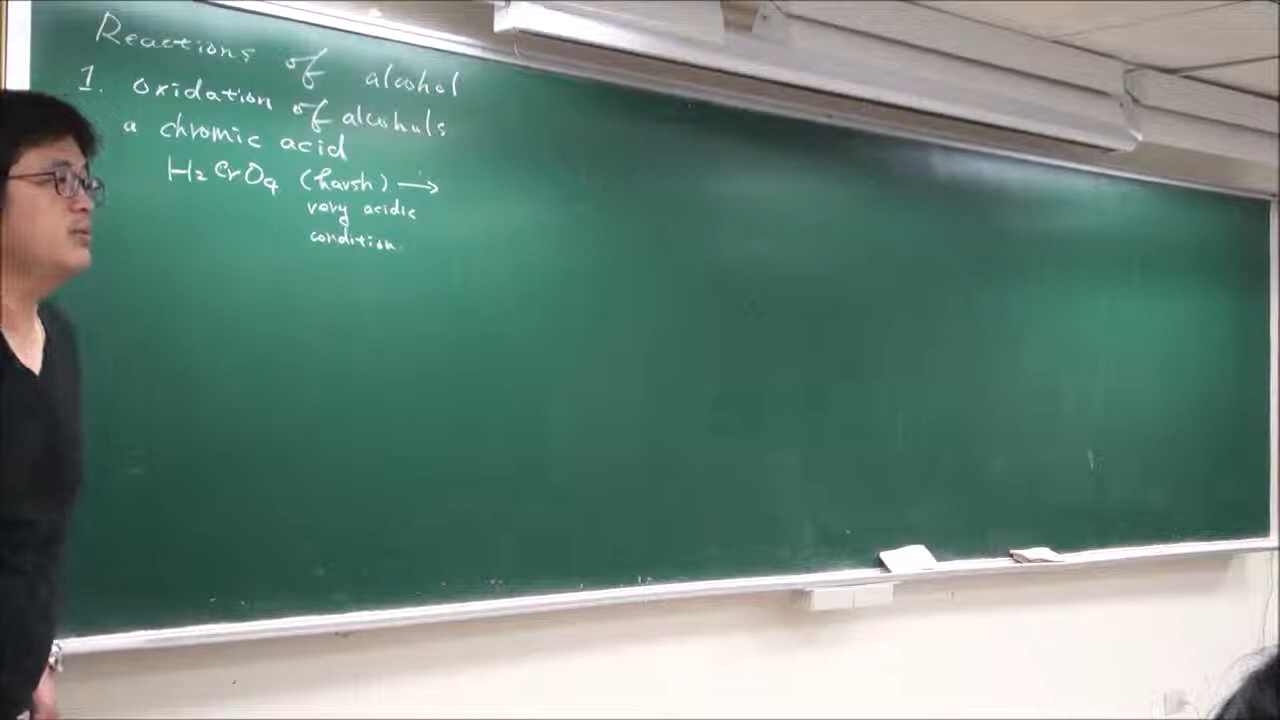 Reactions of alcohol
1. oxidation of alcohols
a chromic acid
H₂CrO₄ (harsh) →
very acidic
condition